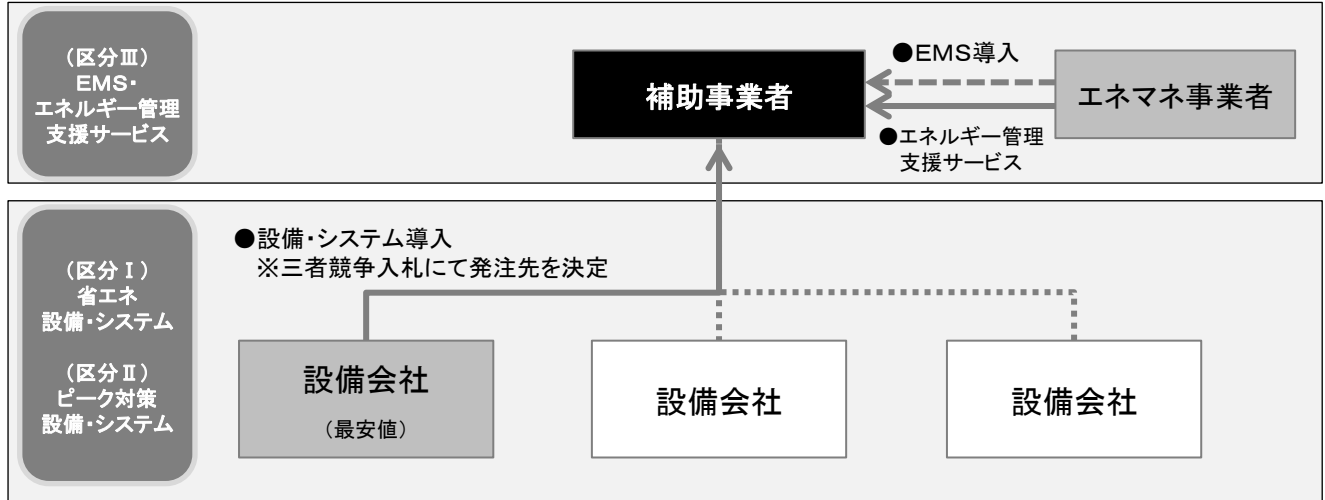 （区分Ⅲ）
EMS・
エネルギー管理
支援サービス
補助事業者
●EMS導入
エネマネ事業者
●エネルギー管理
支援サービス
（区分Ⅰ）
省エネ
設備・システム
（区分Ⅱ）
ピーク対策
設備・システム
●設備・システム導入
※三者競争入札にて発注先を決定
設備会社
（最安値）
設備会社
設備会社